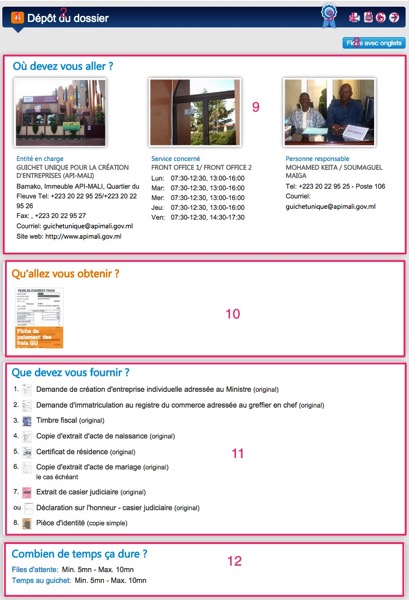 Dépôt du dossier
Fiche avec onglets
Où devez vous aller ?
9
Entité en charge
GUICHET UNIQUE POUR LA CRÉATION
D'ENTREPRISES (API-MALI)
Bamako, Immeuble API-MALI, Quartier du
Fleuve Tel: +223 20 22 95 25/+223 20 22
95 26
Fax: , +223 20 22 95 27
Courriel: guichetunique@apimali.gov.ml
Site web: http://www.apimali.gov.ml
Service concerné
FRONT OFFICE 1/ FRONT OFFICE 2
Lun: 07:30-12:30, 13:00-16:00
Mar: 07:30-12:30, 13:00-16:00
Mer: 07:30-12:30, 13:00-16:00
Jeu: 07:30-12:30, 13:00-16:00
Ven: 07:30-12:30, 14:30-17:30
Personne responsable
MOHAMED KEITA / SOUMAGUEL
MAIGA
Tel: +223 20 22 95 25 - Poste 106
Courriel:
guichetunique@apimali.gov.ml
Qu'allez vous obtenir ?
Fiche de
paiement des
frais GU
10
Que devez vous fournir ?
1. Demande de création d'entreprise individuelle adressée au Ministre (original)
2. Demande d'immatriculation au registre du commerce adressée au greffier en chef (original)
3. Timbre fiscal (original)
4. Copie d'extrait d'acte de naissance (original)
5. Certificat de résidence (original)
6. Copie d'extrait d'acte de mariage (original)
le cas échéant
7. Extrait de casier judiciaire (original)
ou Déclaration sur l'honneur - casier judiciaire (original)
8. Pièce d'identité (copie simple)
11
Combien de temps ça dure ?
12
Files d'attente: Min. 5mn - Max. 10mn
Temps au guichet: Min. 5mn - Max. 10mn